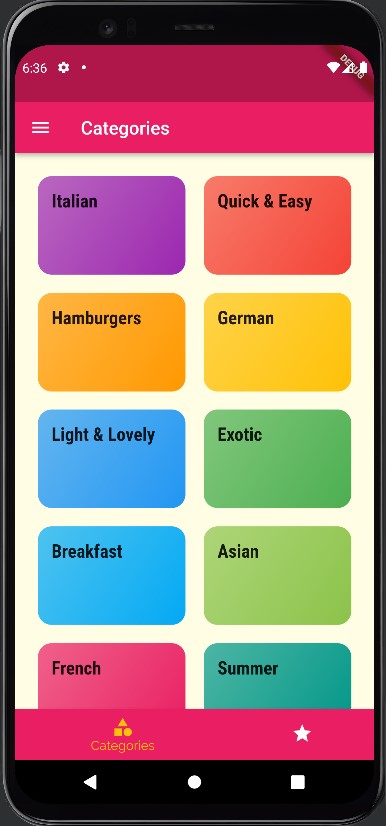 6:36
DEBUG
Categories
Italian
Quick & Easy
Hamburgers
German
Light & Lovely
Exotic
Breakfast
Asian
French
Summer
Categories